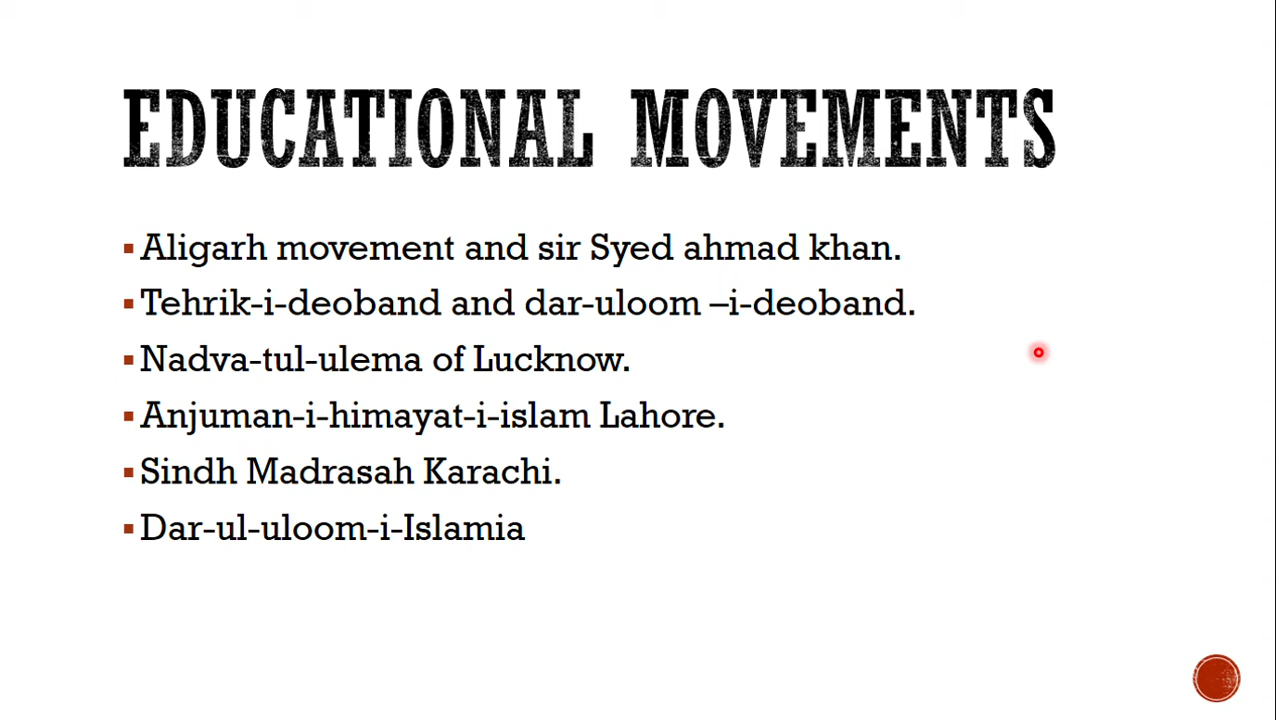 EDUCATIONAL MOVEMENTS
▪Aligarh movement and sir Syed ahmad khan.
▪Tehrik-i-deoband and dar-uloom –i-deoband.
▪Nadva-tul-ulema of Lucknow.
▪Anjuman-i-himayat-i-islam Lahore.
▪Sindh Madrasah Karachi.
▪Dar-ul-uloom-i-Islamia